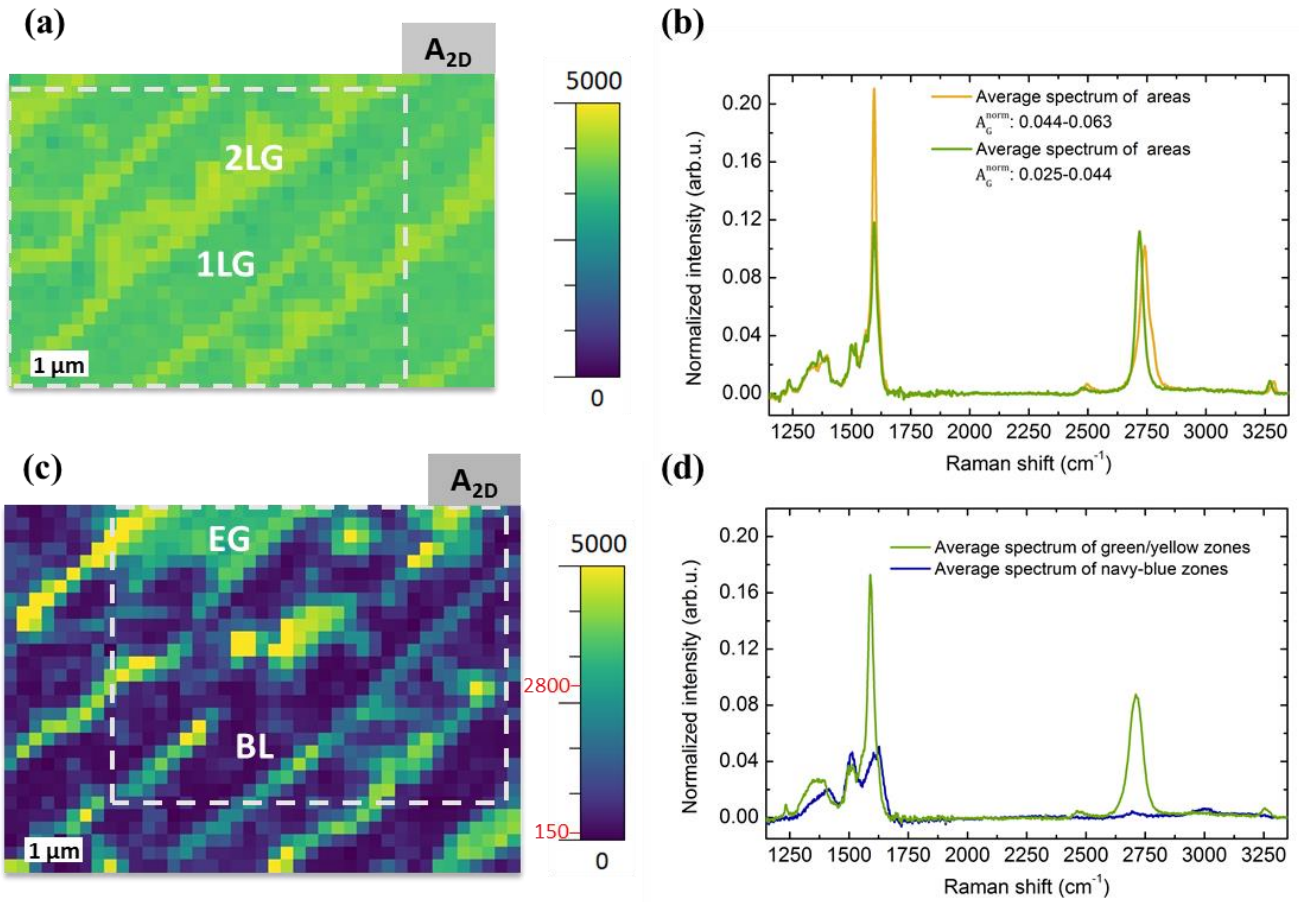 (a)
A2D
2LG
1LG
1 μm
5000
0
(b)
Average spectrum of areas
A_G^norm: 0.044-0.063
Average spectrum of areas
A_G^norm: 0.025-0.044
Normalized intensity (arb.u.)
0.20
0.16
0.12
0.08
0.04
0.00
1250 1500 1750 2000 2250 2500 2750 3000 3250
Raman shift (cm⁻¹)
(c)
A2D
EG
BL
1 μm
5000
2800
150
0
(d)
Average spectrum of green/yellow zones
Average spectrum of navy-blue zones
Normalized intensity (arb.u.)
0.20
0.16
0.12
0.08
0.04
0.00
1250 1500 1750 2000 2250 2500 2750 3000 3250
Raman shift (cm⁻¹)